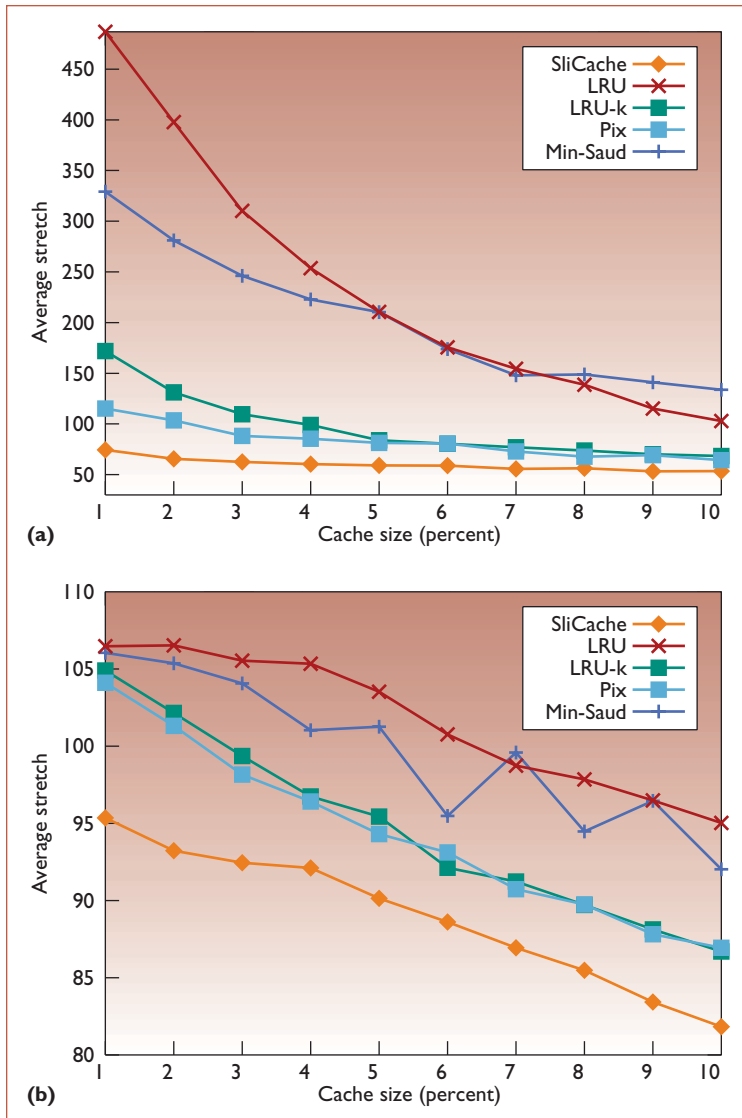 450
400
350
300
250
200
150
100
50
Average stretch
SliCache
LRU
LRU-k
Pix
Min-Saud
1 2 3 4 5 6 7 8 9 10
(a)
Cache size (percent)
110
105
100
95
90
85
80
Average stretch
SliCache
LRU
LRU-k
Pix
Min-Saud
1 2 3 4 5 6 7 8 9 10
(b)
Cache size (percent)